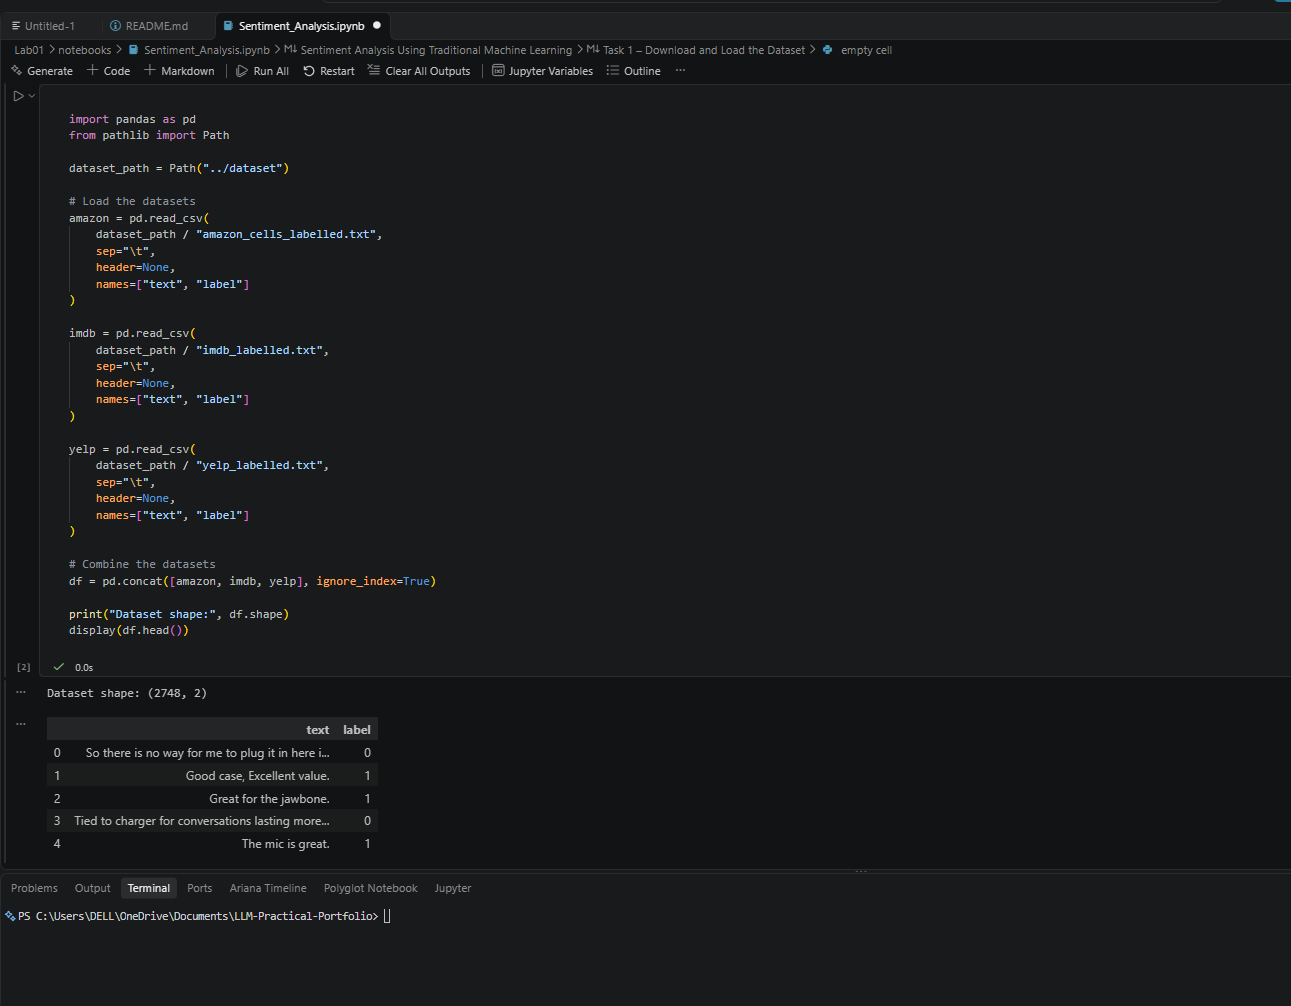 Untitled-1 README.md Sentiment_Analysis.ipynb
Lab01 > notebooks > Sentiment_Analysis.ipynb > M↓ Sentiment Analysis Using Traditional Machine Learning > M↓ Task 1 – Download and Load the Dataset > empty cell
Generate + Code + Markdown | Run All Restart Clear All Outputs | Jupyter Variables Outline ...
import pandas as pd
from pathlib import Path
dataset_path = Path("../dataset")
# Load the datasets
amazon = pd.read_csv(
    dataset_path / "amazon_cells_labelled.txt",
    sep="\t",
    header=None,
    names=["text", "label"]
)
imdb = pd.read_csv(
    dataset_path / "imdb_labelled.txt",
    sep="\t",
    header=None,
    names=["text", "label"]
)
yelp = pd.read_csv(
    dataset_path / "yelp_labelled.txt",
    sep="\t",
    header=None,
    names=["text", "label"]
)
# Combine the datasets
df = pd.concat([amazon, imdb, yelp], ignore_index=True)
print("Dataset shape:", df.shape)
display(df.head())
[2] ✓ 0.0s
... Dataset shape: (2748, 2)
...
text label
0 So there is no way for me to plug it in here i... 0
1 Good case, Excellent value. 1
2 Great for the jawbone. 1
3 Tied to charger for conversations lasting more... 0
4 The mic is great. 1
Problems Output Terminal Ports Ariana Timeline Polyglot Notebook Jupyter
PS C:\Users\DELL\OneDrive\Documents\LLM-Practical-Portfolio>